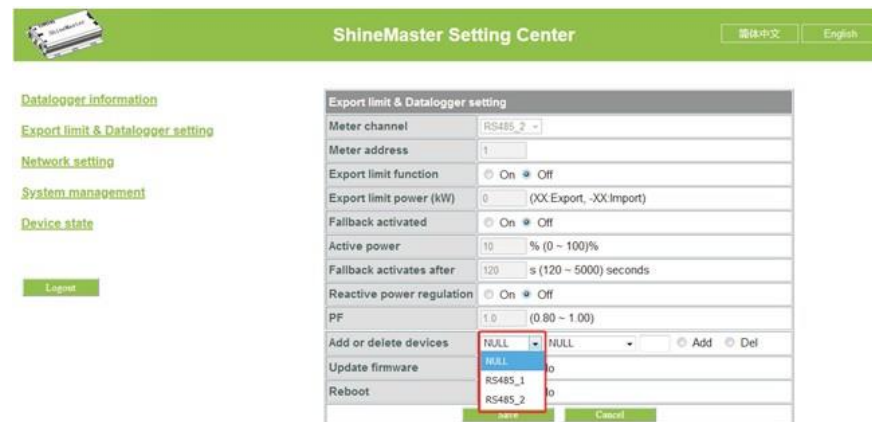 ShineMaster
ShineMaster Setting Center
简体中文 English
Datalogger information
Export limit & Datalogger setting
Network setting
System management
Device state
Logout
Export limit & Datalogger setting
Meter channel RS485_2
Meter address 1
Export limit function On Off
Export limit power (kW) 0 (XX:Export, -XX:Import)
Fallback activated On Off
Active power 10 % (0 ~ 100)%
Fallback activates after 120 s (120 ~ 5000) seconds
Reactive power regulation On Off
PF 1.0 (0.80 ~ 1.00)
Add or delete devices NULL NULL Add Del
NULL
Update firmware
RS485_1
Reboot
RS485_2
Save Cancel